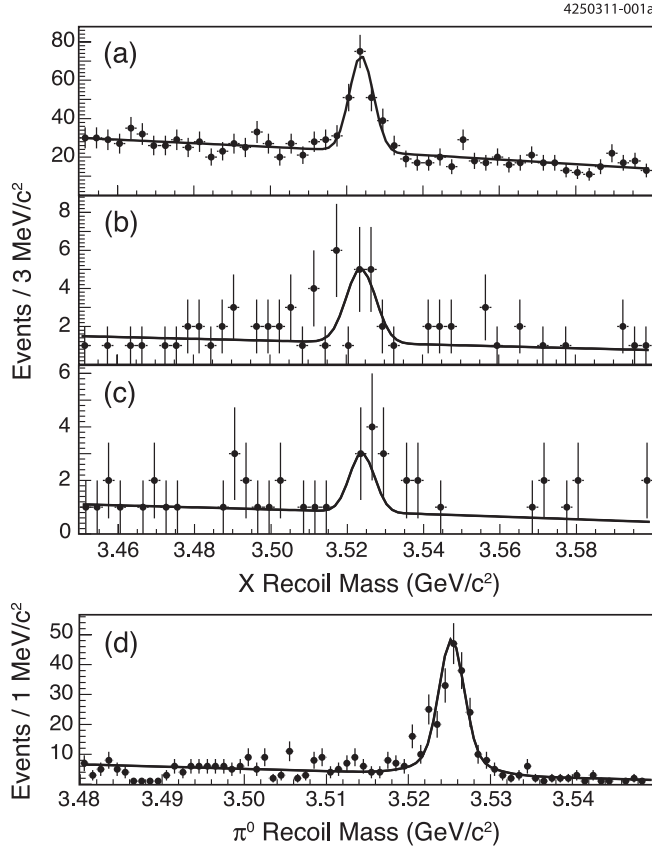 4250311-001a
(a)
80
60
40
20
(b)
8
6
4
2
0
(c)
6
4
2
0
3.46 3.48 3.50 3.52 3.54 3.56 3.58
X Recoil Mass (GeV/c²)
Events / 3 MeV/c²
(d)
50
40
30
20
10
3.48 3.49 3.50 3.51 3.52 3.53 3.54
π⁰ Recoil Mass (GeV/c²)
Events / 1 MeV/c²